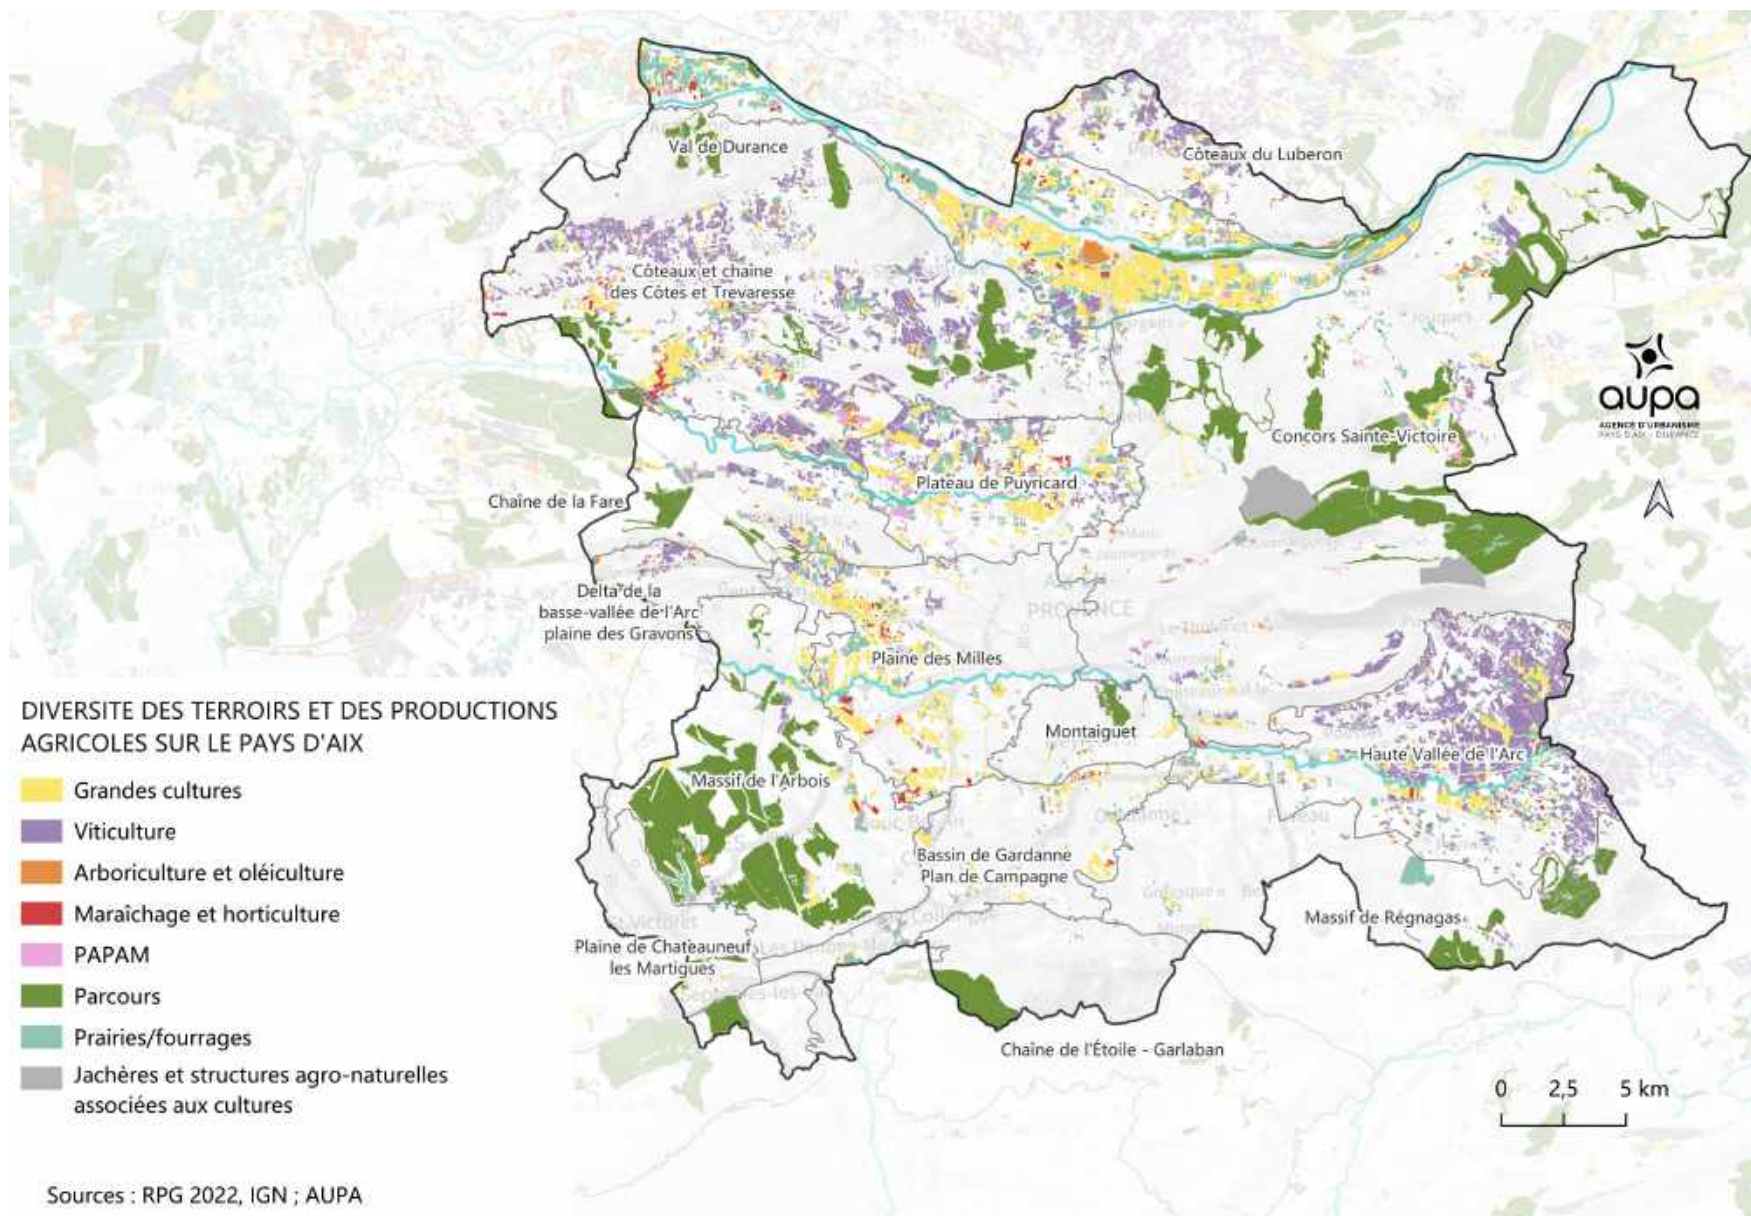 Val de Durance
Côteaux du Luberon
Côteaux et chaîne
des Côtes et Trevaresse
aupa
AGENCE D'URBANISME
PAYS D'AIX - DURANCE
Concors Sainte-Victoire
Plateau de Puyricard
Chaîne de la Fare
Delta de la
basse-vallée de l'Arc
plaine des Gravons
PROVENCE
Le Tholonet
Plaine des Milles
Montaiguet
Haute Vallée de l'Arc
Massif de l'Arbois
Bassin de Gardanne
Plan de Campagne
Massif de Régnagas
Plaine de Chateauneuf
les Martigues
Chaîne de l'Étoile - Garlaban
DIVERSITE DES TERROIRS ET DES PRODUCTIONS
AGRICOLES SUR LE PAYS D'AIX
Grandes cultures
Viticulture
Arboriculture et oléiculture
Maraîchage et horticulture
PAPAM
Parcours
Prairies/fourrages
Jachères et structures agro-naturelles
associées aux cultures
0 2,5 5 km
Sources : RPG 2022, IGN ; AUPA